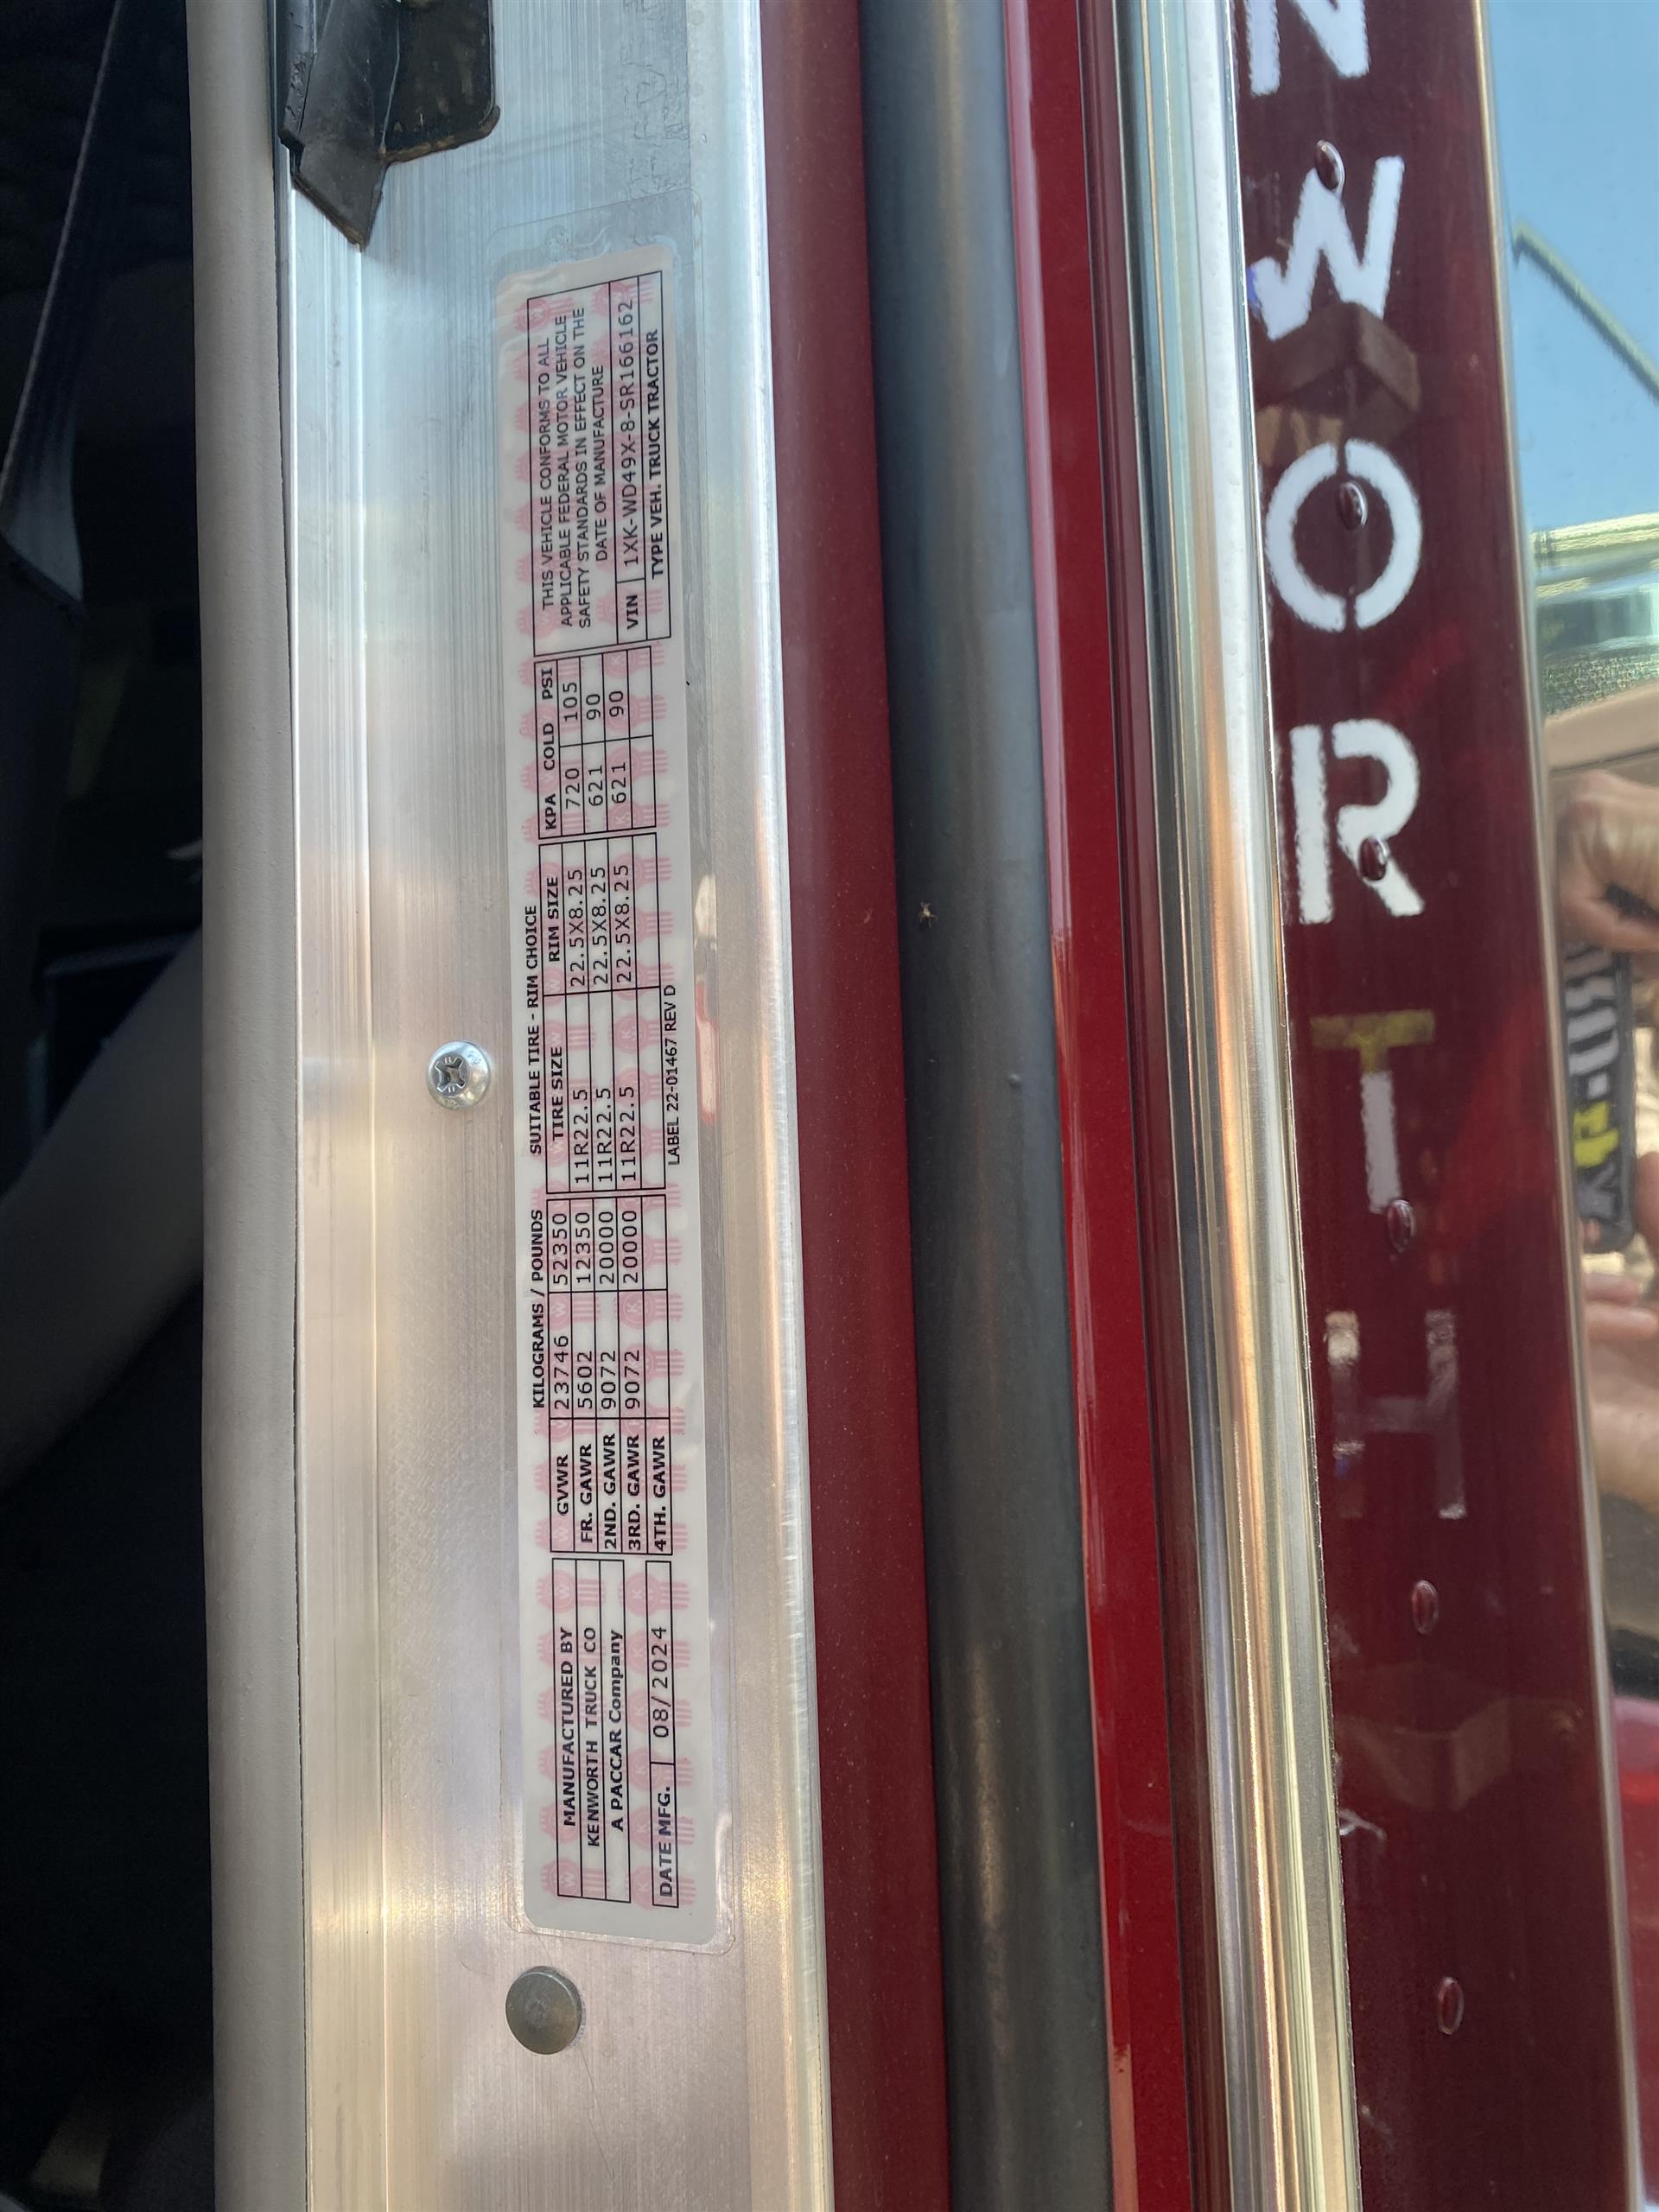 MANUFACTURED BY
KENWORTH TRUCK CO
A PACCAR Company
DATE MFG. 08/2024
KILOGRAMS / POUNDS
GVWR 23746 52350
FR. GAWR 5602 12350
2ND. GAWR 9072 20000
3RD. GAWR 9072 20000
4TH. GAWR
SUITABLE TIRE - RIM CHOICE
TIRE SIZE RIM SIZE KPA COLD PSI
11R22.5 22.5X8.25 720 105
11R22.5 22.5X8.25 621 90
11R22.5 22.5X8.25 621 90
LABEL 22-01467 REV D
THIS VEHICLE CONFORMS TO ALL
APPLICABLE FEDERAL MOTOR VEHICLE
SAFETY STANDARDS IN EFFECT ON THE
DATE OF MANUFACTURE
VIN 1XK-WD49X-8-SR166162
TYPE VEH. TRUCK TRACTOR
NWORTH